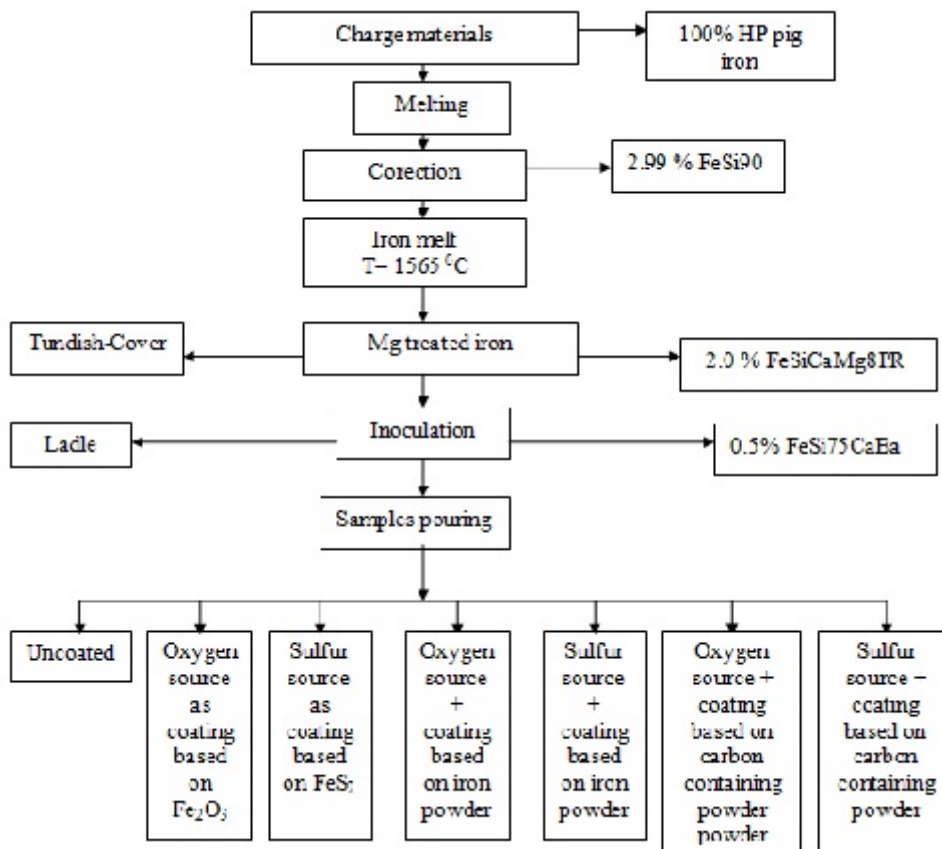 Charge materials
100% HP pig
iron
Melting
Corection
2.99 % FeSi90
Iron melt
T= 1565 ⁰C
Tundish-Cover
Mg treated iron
2.0 % FeSiCaMg8
Ladle
Inoculation
0.5% FeSi75CaBa
Samples pouring
Uncoated
Oxygen
source
as
coating
based
on
Fe₂O₃
Sulfur
source
as
coating
based
on FeS₂
Oxygen
source
+
coating
based
on iron
powder
Sulfur
source
+
coating
based
on iron
powder
Oxygen
source +
coating
based on
carbon
containing
powder
powder
Sulfur
source +
coating
based on
carbon
containing
powder